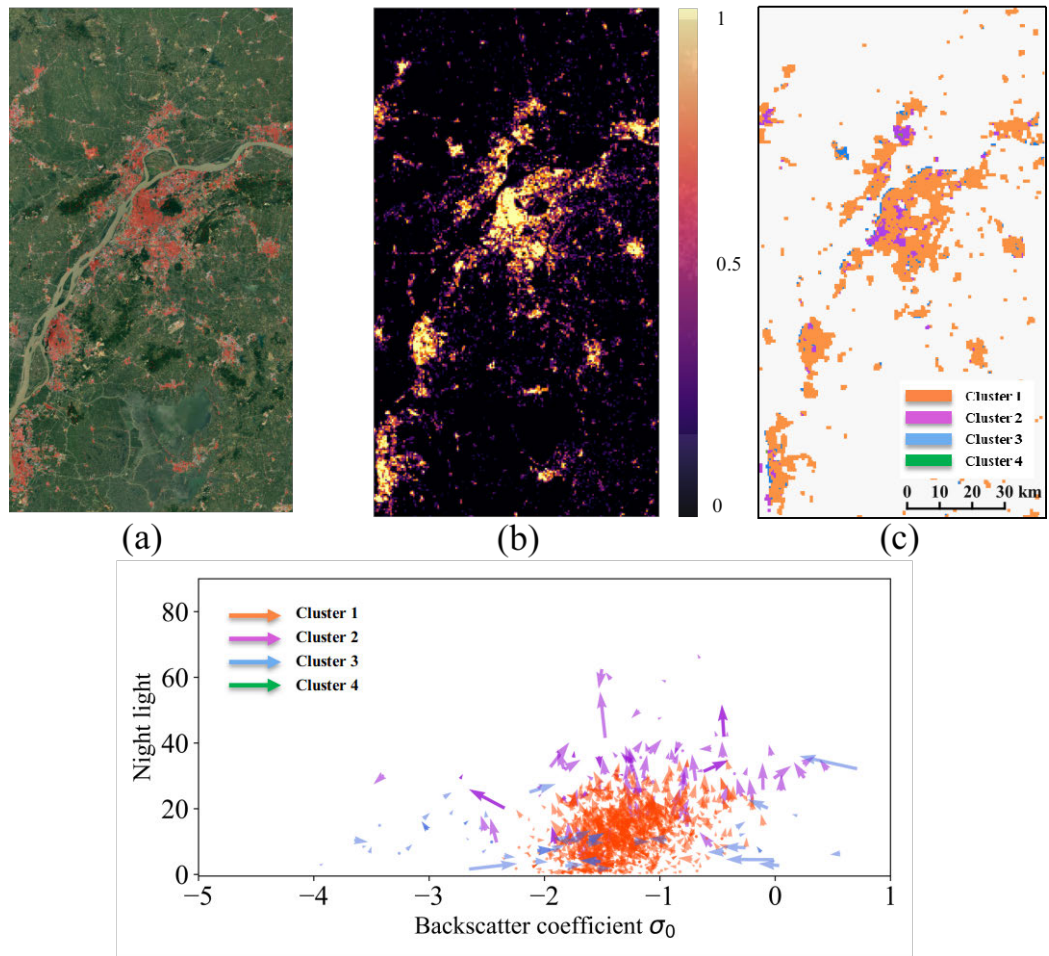 1
0.5
0
Cluster 1
Cluster 2
Cluster 3
Cluster 4
0 10 20 30 km
(a)
(b)
(c)
80
60
40
20
0
Night light
Cluster 1
Cluster 2
Cluster 3
Cluster 4
−5 −4 −3 −2 −1 0 1
Backscatter coefficient σ₀